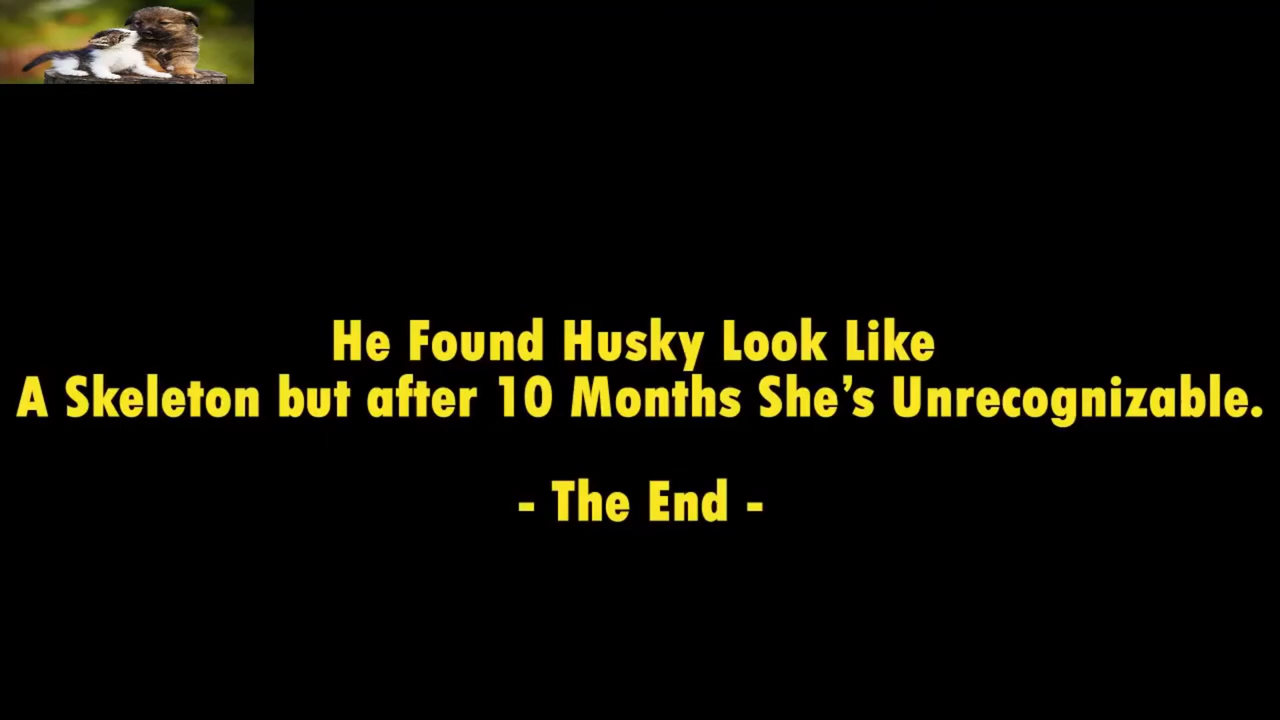 He Found Husky Look Like
A Skeleton but after 10 Months She’s Unrecognizable.
- The End -